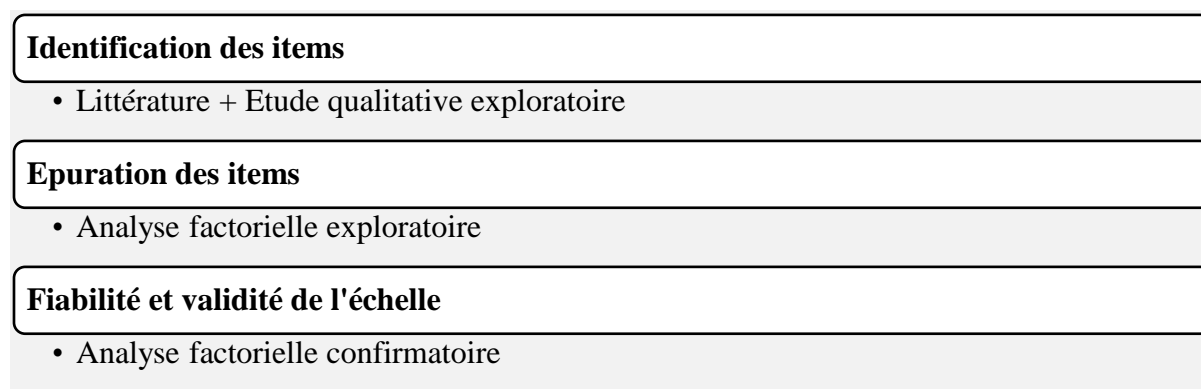 Identification des items
• Littérature + Etude qualitative exploratoire
Epuration des items
• Analyse factorielle exploratoire
Fiabilité et validité de l'échelle
• Analyse factorielle confirmatoire